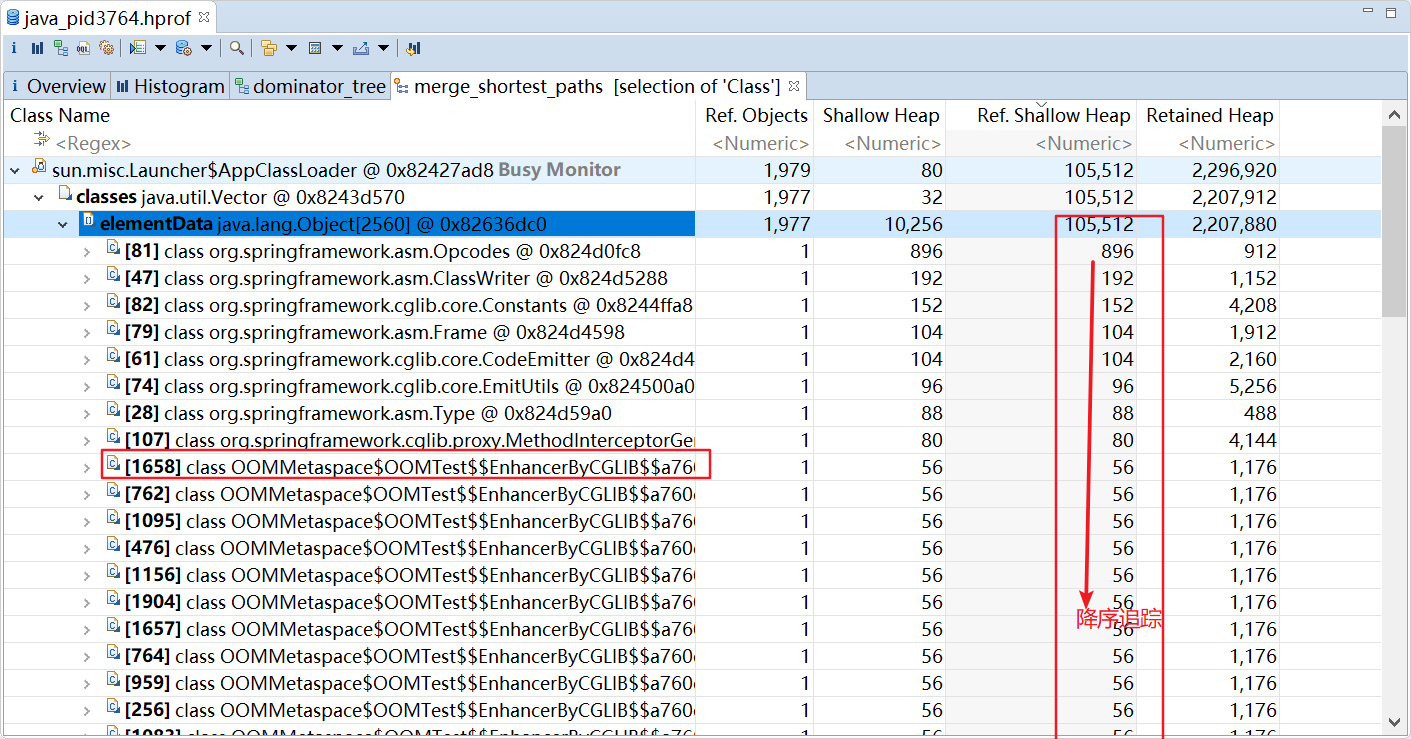 java_pid3764.hprof
Overview Histogram dominator_tree merge_shortest_paths [selection of 'Class']
Class Name Ref. Objects Shallow Heap Ref. Shallow Heap Retained Heap
<Regex> <Numeric> <Numeric> <Numeric> <Numeric>
sun.misc.Launcher$AppClassLoader @ 0x82427ad8 Busy Monitor 1,979 80 105,512 2,296,920
classes java.util.Vector @ 0x8243d570 1,977 32 105,512 2,207,912
elementData java.lang.Object[2560] @ 0x82636dc0 1,977 10,256 105,512 2,207,880
[81] class org.springframework.asm.Opcodes @ 0x824d0fc8 1 896 896 912
[47] class org.springframework.asm.ClassWriter @ 0x824d5288 1 192 192 1,152
[82] class org.springframework.cglib.core.Constants @ 0x8244ffa8 1 152 152 4,208
[79] class org.springframework.asm.Frame @ 0x824d4598 1 104 104 1,912
[61] class org.springframework.cglib.core.CodeEmitter @ 0x824d4 1 104 104 2,160
[74] class org.springframework.cglib.core.EmitUtils @ 0x824500a0 1 96 96 5,256
[28] class org.springframework.asm.Type @ 0x824d59a0 1 88 88 488
[107] class org.springframework.cglib.proxy.MethodInterceptorGe 1 80 80 4,144
[1658] class OOMMetaspace$OOMTest$$EnhancerByCGLIB$$a76 1 56 56 1,176
[762] class OOMMetaspace$OOMTest$$EnhancerByCGLIB$$a760 1 56 56 1,176
[1095] class OOMMetaspace$OOMTest$$EnhancerByCGLIB$$a76 1 56 56 1,176
[476] class OOMMetaspace$OOMTest$$EnhancerByCGLIB$$a760 1 56 56 1,176
[1156] class OOMMetaspace$OOMTest$$EnhancerByCGLIB$$a76 1 56 56 1,176
[1904] class OOMMetaspace$OOMTest$$EnhancerByCGLIB$$a76 1 56 56 1,176
降序追踪
[1657] class OOMMetaspace$OOMTest$$EnhancerByCGLIB$$a76 1 56 56 1,176
[764] class OOMMetaspace$OOMTest$$EnhancerByCGLIB$$a760 1 56 56 1,176
[959] class OOMMetaspace$OOMTest$$EnhancerByCGLIB$$a760 1 56 56 1,176
[256] class OOMMetaspace$OOMTest$$EnhancerByCGLIB$$a760 1 56 56 1,176